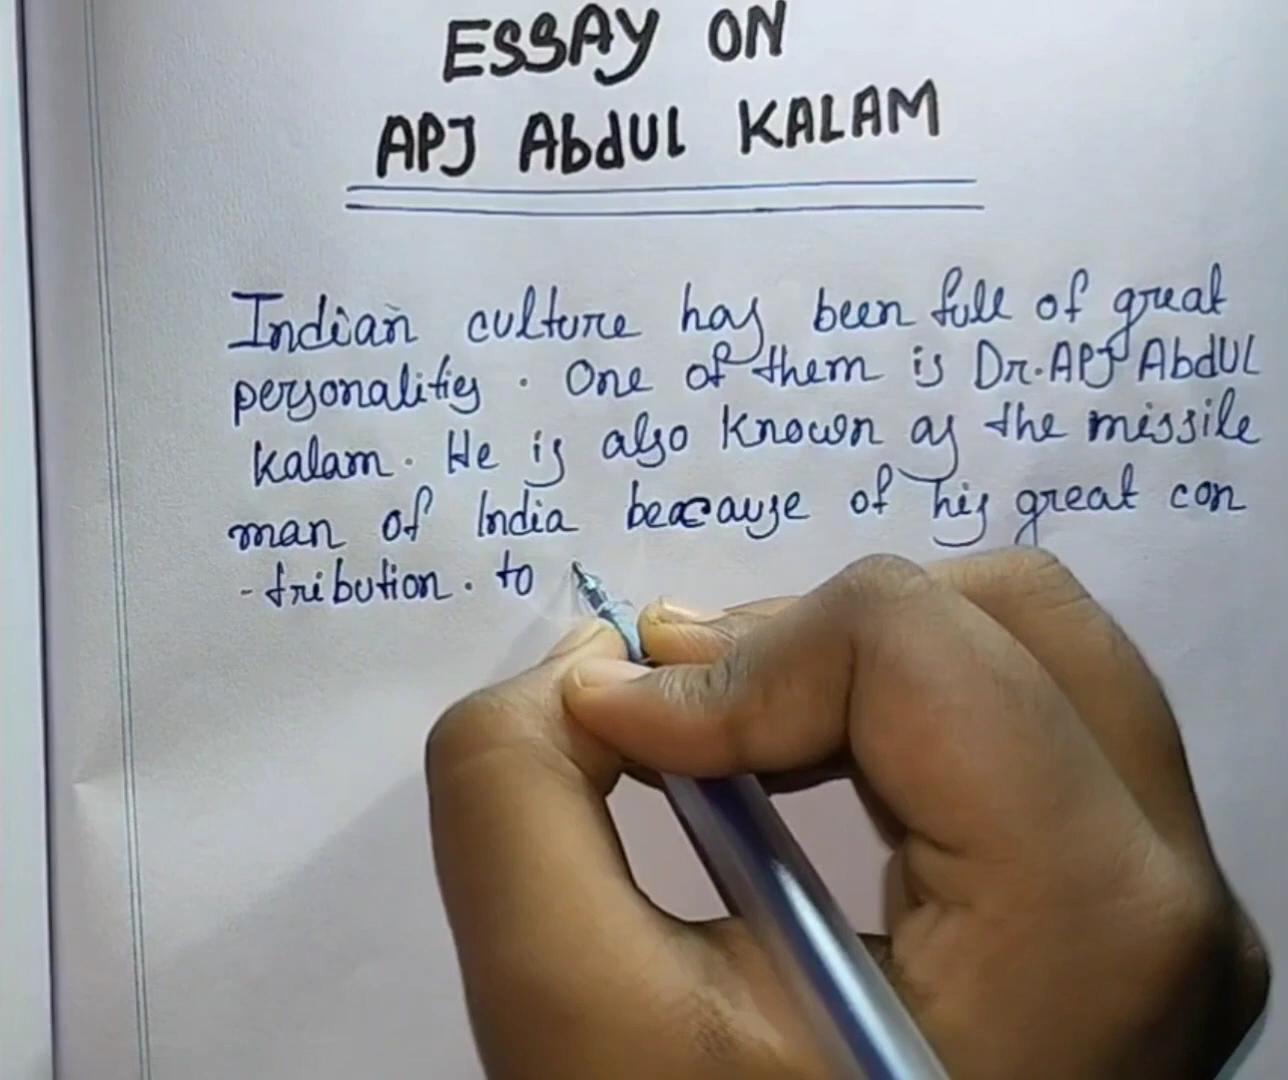 ESSAY ON
APJ Abdul KALAM
Indian culture has been full of great
personalities. One of them is Dr. APJ Abdul
Kalam. He is also known as the missile
man of India beacause of his great con
-tribution. to